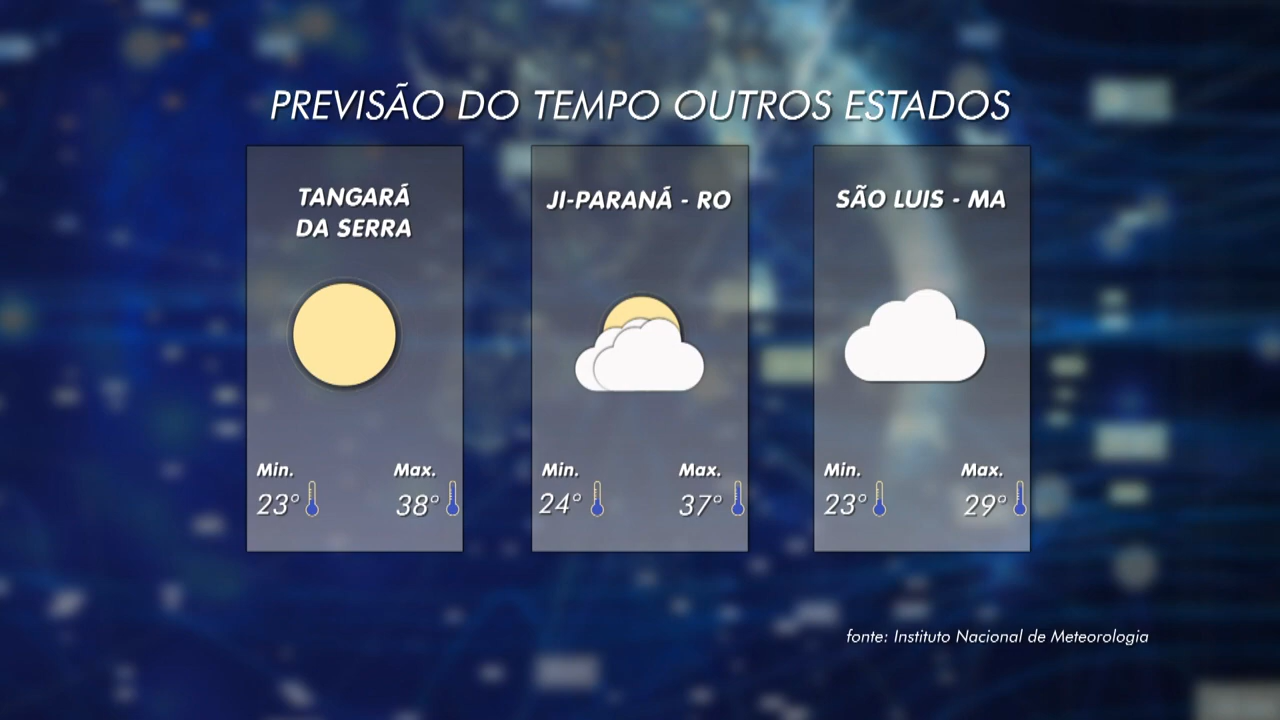 PREVISÃO DO TEMPO OUTROS ESTADOS
TANGARÁ
DA SERRA
Min. Max.
23° 38°
JI-PARANÁ - RO
Min. Max.
24° 37°
SÃO LUIS - MA
Min. Max.
23° 29°
fonte: Instituto Nacional de Meteorologia